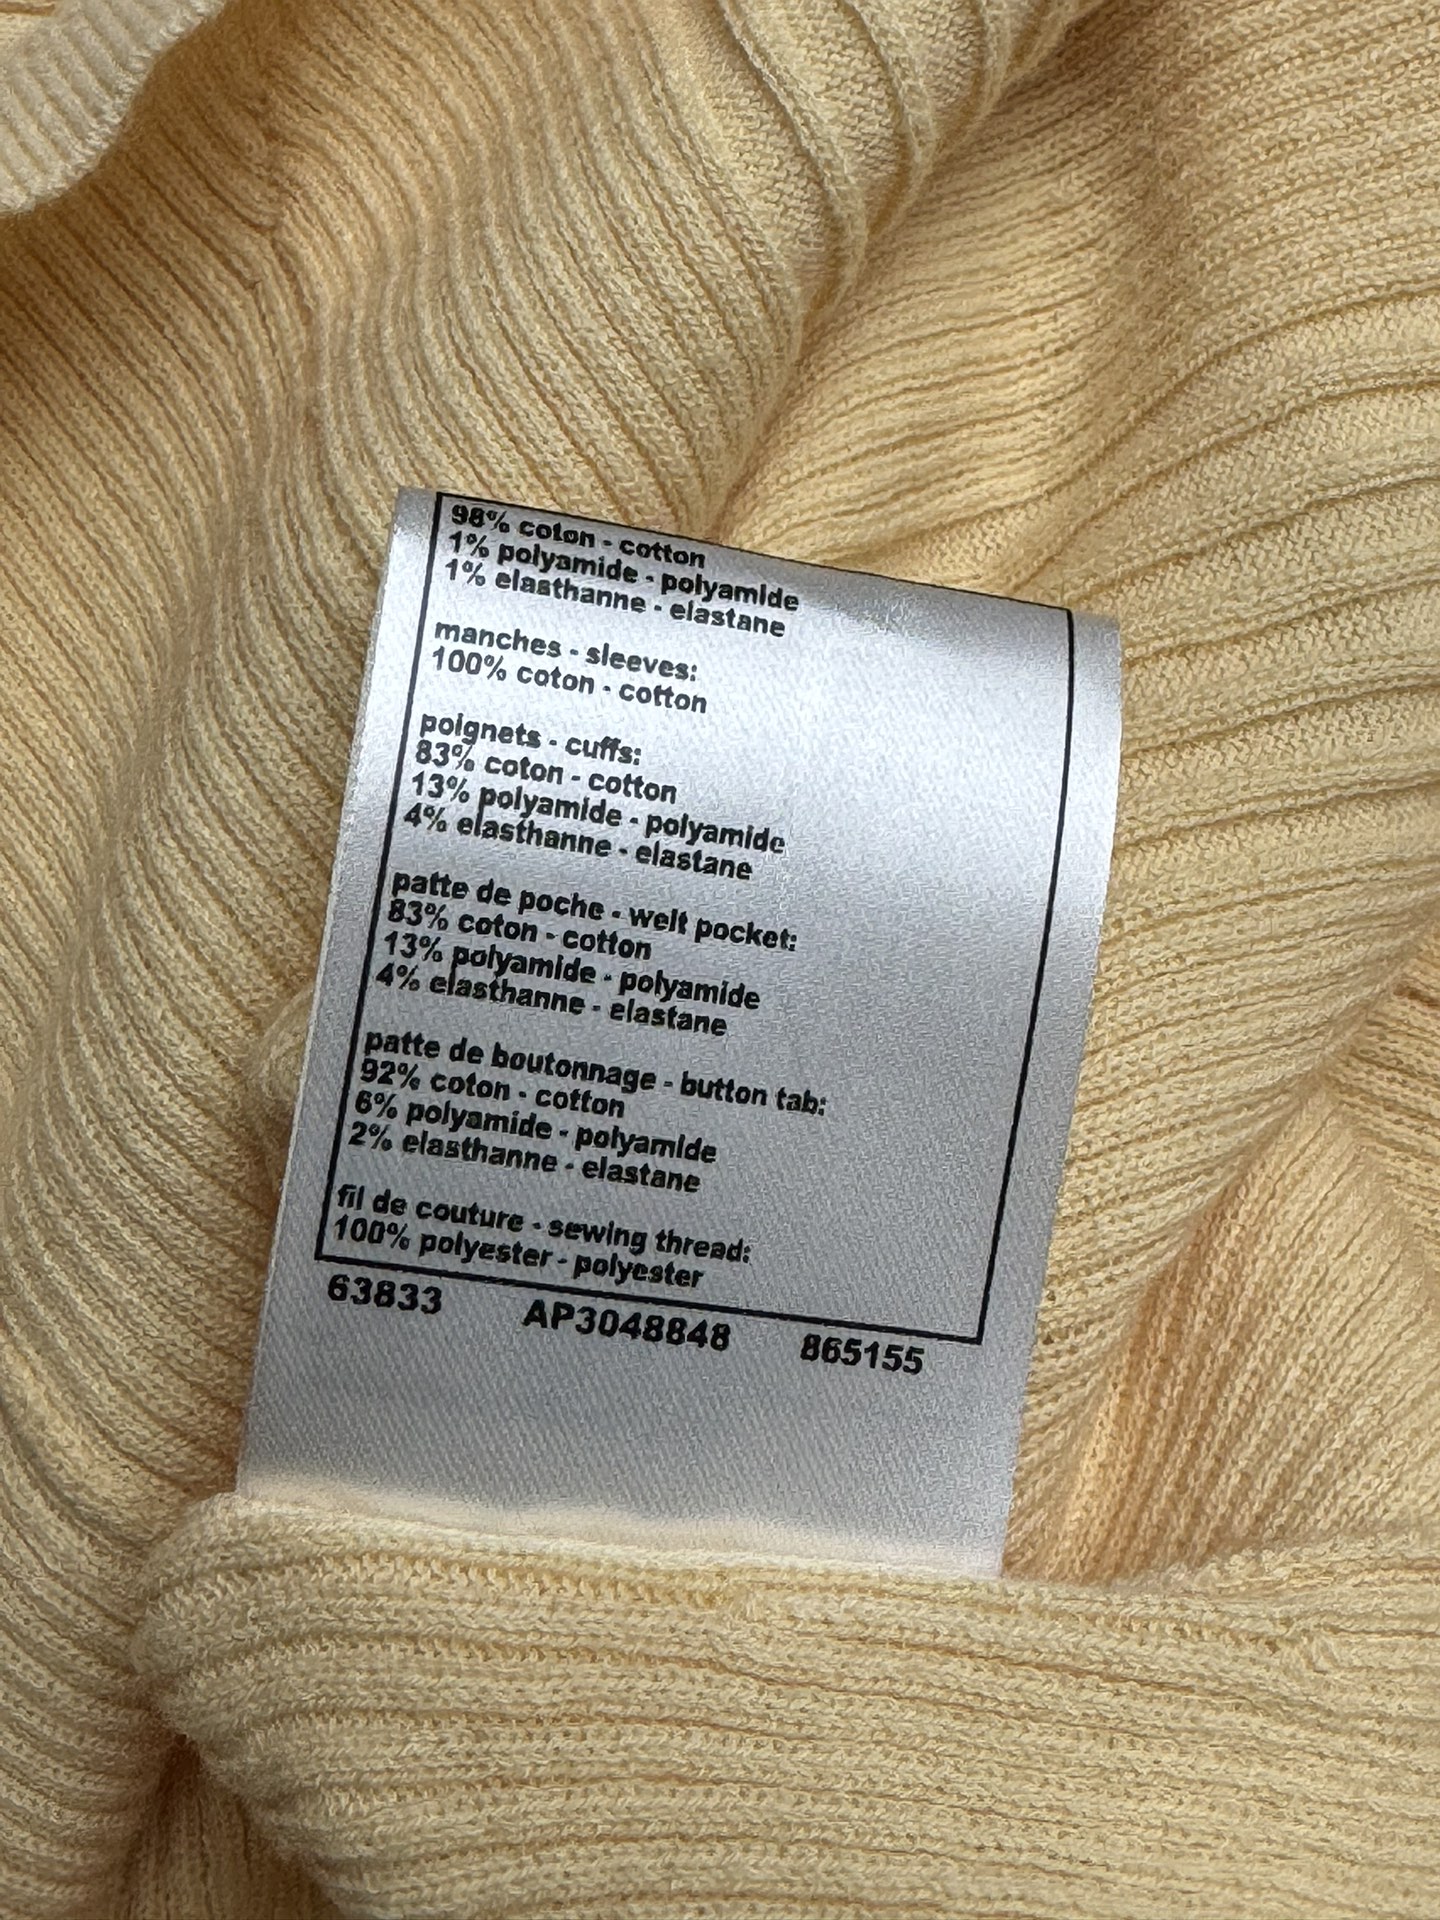 98% coton - cotton
1% polyamide - polyamide
1% elasthanne - elastane
manches - sleeves:
100% coton - cotton
poignets - cuffs:
83% coton - cotton
13% polyamide - polyamide
4% elasthanne - elastane
patte de poche - welt pocket:
83% coton - cotton
13% polyamide - polyamide
4% elasthanne - elastane
patte de boutonnage - button tab:
92% coton - cotton
6% polyamide - polyamide
2% elasthanne - elastane
fil de couture - sewing thread:
100% polyester - polyester
63833 AP3048848 865155